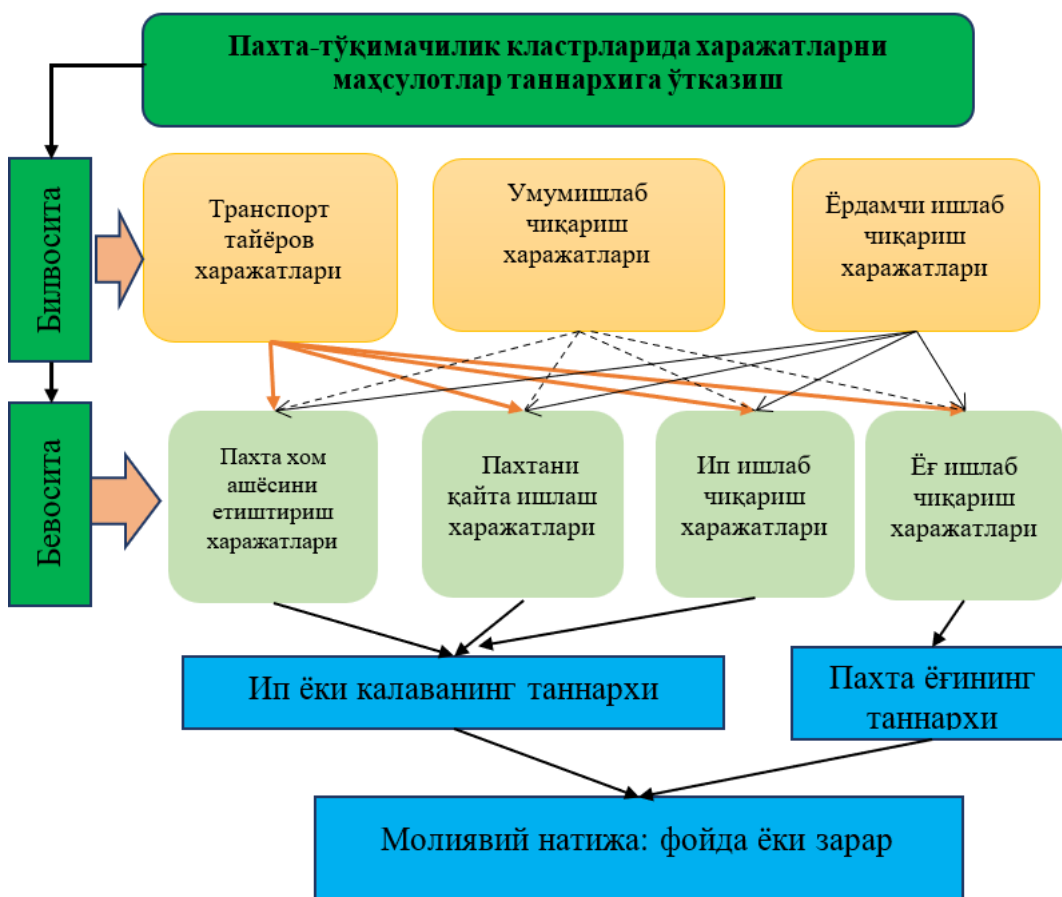 Пахта-тўқимачилик кластрларида харажатларни
маҳсулотлар таннархига ўтказиш
Билвосита
Транспорт
тайёров
харажатлари
Умумишлаб
чиқариш
харажатлари
Ёрдамчи ишлаб
чиқариш
харажатлари
Бевосита
Пахта хом
ашёсини
етиштириш
харажатлари
Пахтани
қайта ишлаш
харажатлари
Ип ишлаб
чиқариш
харажатлари
Ёғ ишлаб
чиқариш
харажатлари
Ип ёки калаванинг таннархи
Пахта ёғининг
таннархи
Молиявий натижа: фойда ёки зарар